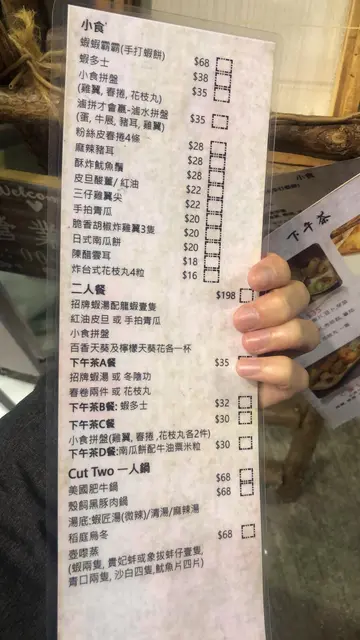 小食
蝦蝦霸霸(手打蝦餅) $68
蝦多士 $38
小食拼盤 $35
(雞翼, 春捲, 花枝丸)
滷拼才會贏-滷水拼盤 $35
(蛋, 牛展, 豬耳, 雞翼)
粉絲皮春捲4條 $28
麻辣豬耳 $28
酥炸魷魚鬚 $28
皮旦酸薑/ 紅油 $22
三仔雞翼尖 $22
手拍青瓜 $20
脆香胡椒炸雞翼3隻 $20
日式南瓜餅 $20
陳醋雲耳 $18
炸台式花枝丸4粒 $16
二人餐 $198
招牌蝦湯配龍蝦壹隻
紅油皮旦 或 手拍青瓜
小食拼盤
百香天葵及檸檬天葵花各一杯
下午茶A餐 $35
招牌蝦湯 或 冬陰功
春卷兩件 或 花枝丸
下午茶B餐: 蝦多士 $32
下午茶C餐 $30
小食拼盤(雞翼, 春捲 ,花枝丸各2件)
下午茶D餐:南瓜餅配牛油粟米粒 $30
Cut Two 一人鍋
美國肥牛鍋 $68
殼飼黑豚肉鍋 $68
湯底:蝦匠湯(微辣)/清湯/麻辣湯
稻庭烏冬
壺嚟蒸 $68
(蝦兩隻, 貴妃蚌或象拔蚌仔壹隻,
青口兩隻, 沙白四隻,魷魚片四片)
小食
下午茶